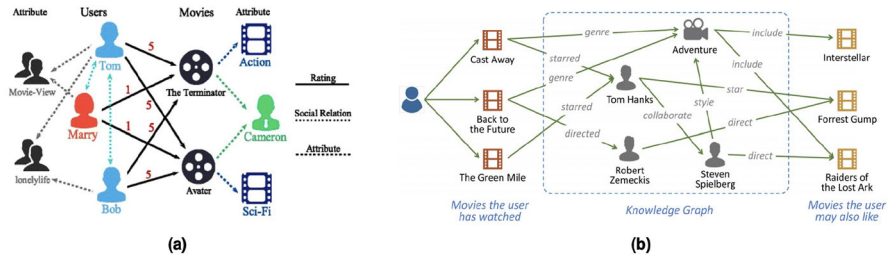 Attribute
Users
Movies
Attribute
5
Tom
Movie-View
The Terminator
Action
1
5
Marry
1
5
Cameron
lonelylife
Bob
5
Avater
Sci-Fi
Rating
Social Relation
Attribute
(a)
Cast Away
genre
Adventure
include
Interstellar
starred
genre
include
Tom Hanks
star
Back to
the Future
starred
style
collaborate
direct
Forrest Gump
directed
The Green Mile
Robert
Zemeckis
Steven
Spielberg
direct
Raiders of
the Lost Ark
Movies the user
has watched
Knowledge Graph
Movies the user
may also like
(b)